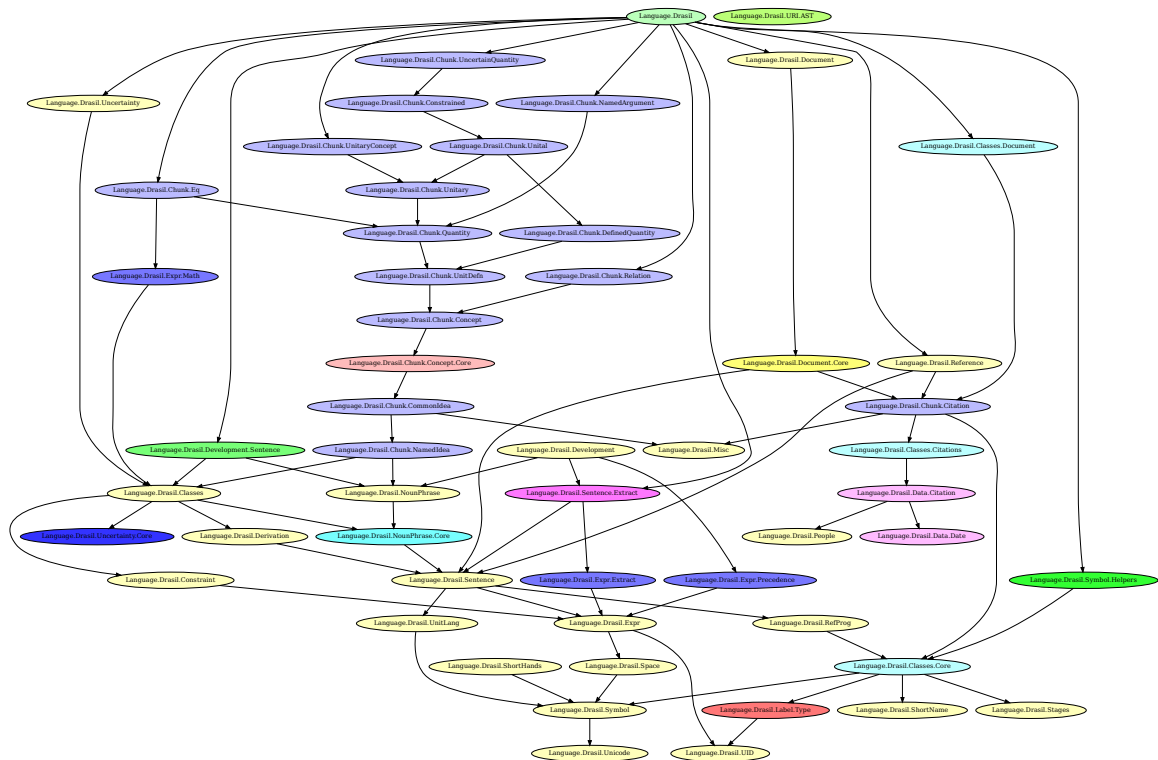 Language.Drasil
Language.Drasil.URLAST
Language.Drasil.Chunk.UncertainQuantity
Language.Drasil.Document
Language.Drasil.Uncertainty
Language.Drasil.Chunk.Constrained
Language.Drasil.Chunk.NamedArgument
Language.Drasil.Chunk.UnitaryConcept
Language.Drasil.Chunk.Unital
Language.Drasil.Classes.Document
Language.Drasil.Chunk.Eq
Language.Drasil.Chunk.Unitary
Language.Drasil.Chunk.Quantity
Language.Drasil.Chunk.DefinedQuantity
Language.Drasil.Expr.Math
Language.Drasil.Chunk.UnitDefn
Language.Drasil.Chunk.Relation
Language.Drasil.Chunk.Concept
Language.Drasil.Chunk.Concept.Core
Language.Drasil.Document.Core
Language.Drasil.Reference
Language.Drasil.Chunk.CommonIdea
Language.Drasil.Chunk.Citation
Language.Drasil.Development.Sentence
Language.Drasil.Chunk.NamedIdea
Language.Drasil.Development
Language.Drasil.Misc
Language.Drasil.Classes.Citations
Language.Drasil.Classes
Language.Drasil.NounPhrase
Language.Drasil.Sentence.Extract
Language.Drasil.Data.Citation
Language.Drasil.Uncertainty.Core
Language.Drasil.Derivation
Language.Drasil.NounPhrase.Core
Language.Drasil.People
Language.Drasil.Data.Date
Language.Drasil.Constraint
Language.Drasil.Sentence
Language.Drasil.Expr.Extract
Language.Drasil.Expr.Precedence
Language.Drasil.Symbol.Helpers
Language.Drasil.UnitLang
Language.Drasil.Expr
Language.Drasil.RefProg
Language.Drasil.ShortHands
Language.Drasil.Space
Language.Drasil.Classes.Core
Language.Drasil.Symbol
Language.Drasil.Label.Type
Language.Drasil.ShortName
Language.Drasil.Stages
Language.Drasil.Unicode
Language.Drasil.UID